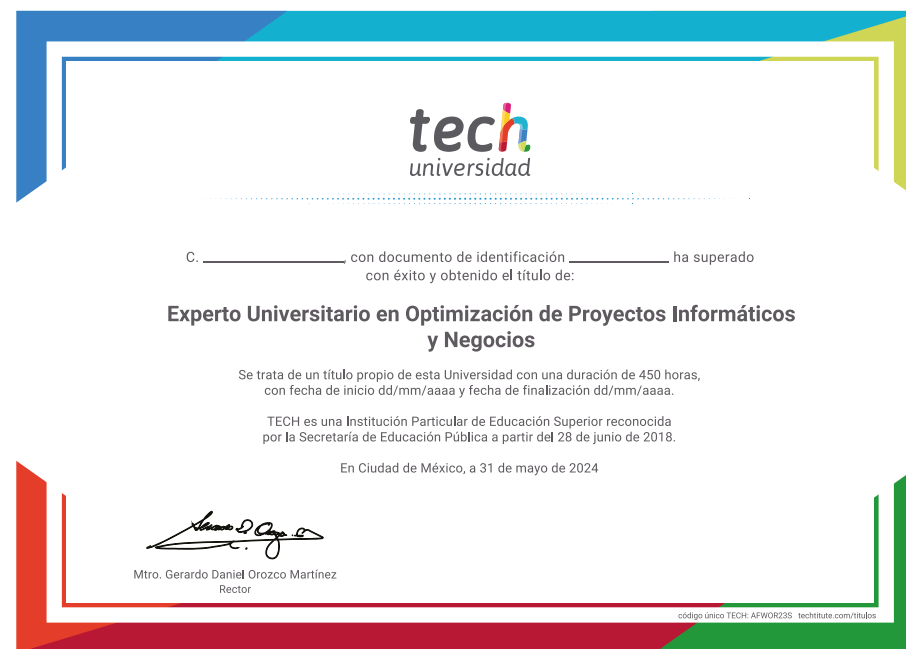 tech
universidad
C. ____________, con documento de identificación ____________ ha superado
con éxito y obtenido el título de:
Experto Universitario en Optimización de Proyectos Informáticos
y Negocios
Se trata de un título propio de esta Universidad con una duración de 450 horas,
con fecha de inicio dd/mm/aaaa y fecha de finalización dd/mm/aaaa.
TECH es una Institución Particular de Educación Superior reconocida
por la Secretaría de Educación Pública a partir del 28 de junio de 2018.
En Ciudad de México, a 31 de mayo de 2024
Mtro. Gerardo Daniel Orozco Martínez
Rector
código único TECH: AFWOR23S techtitute.com/titulos